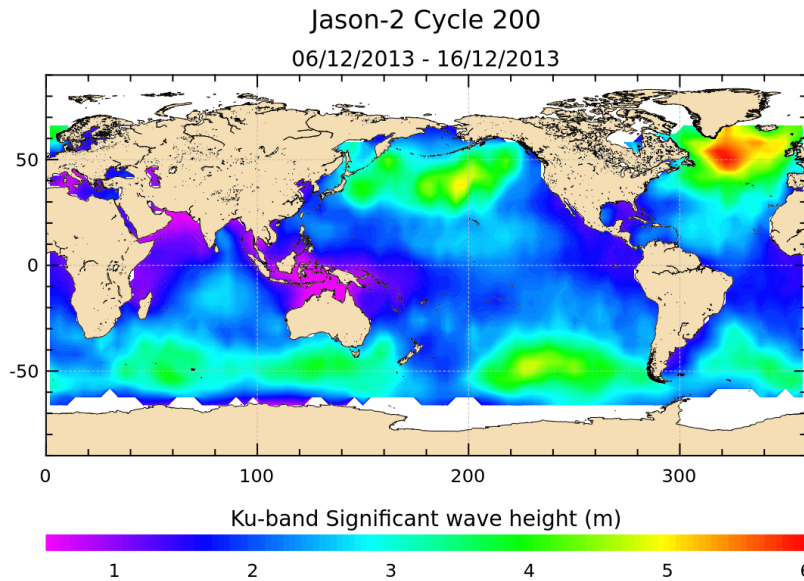 Jason-2 Cycle 200
06/12/2013 - 16/12/2013
50
0
-50
0 100 200 300
Ku-band Significant wave height (m)
1 2 3 4 5 6